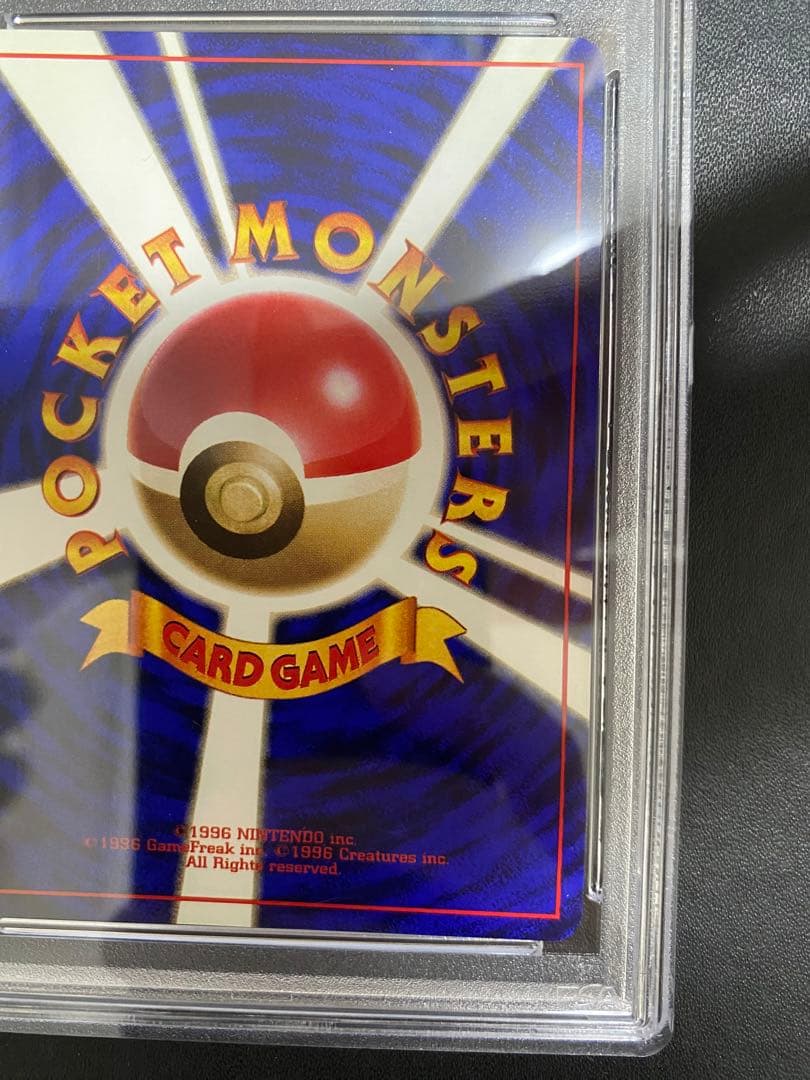 POCKET MONSTERS
CARD GAME
©1996 NINTENDO inc.
©1996 GameFreak inc. ©1996 Creatures inc.
All Rights reserved.